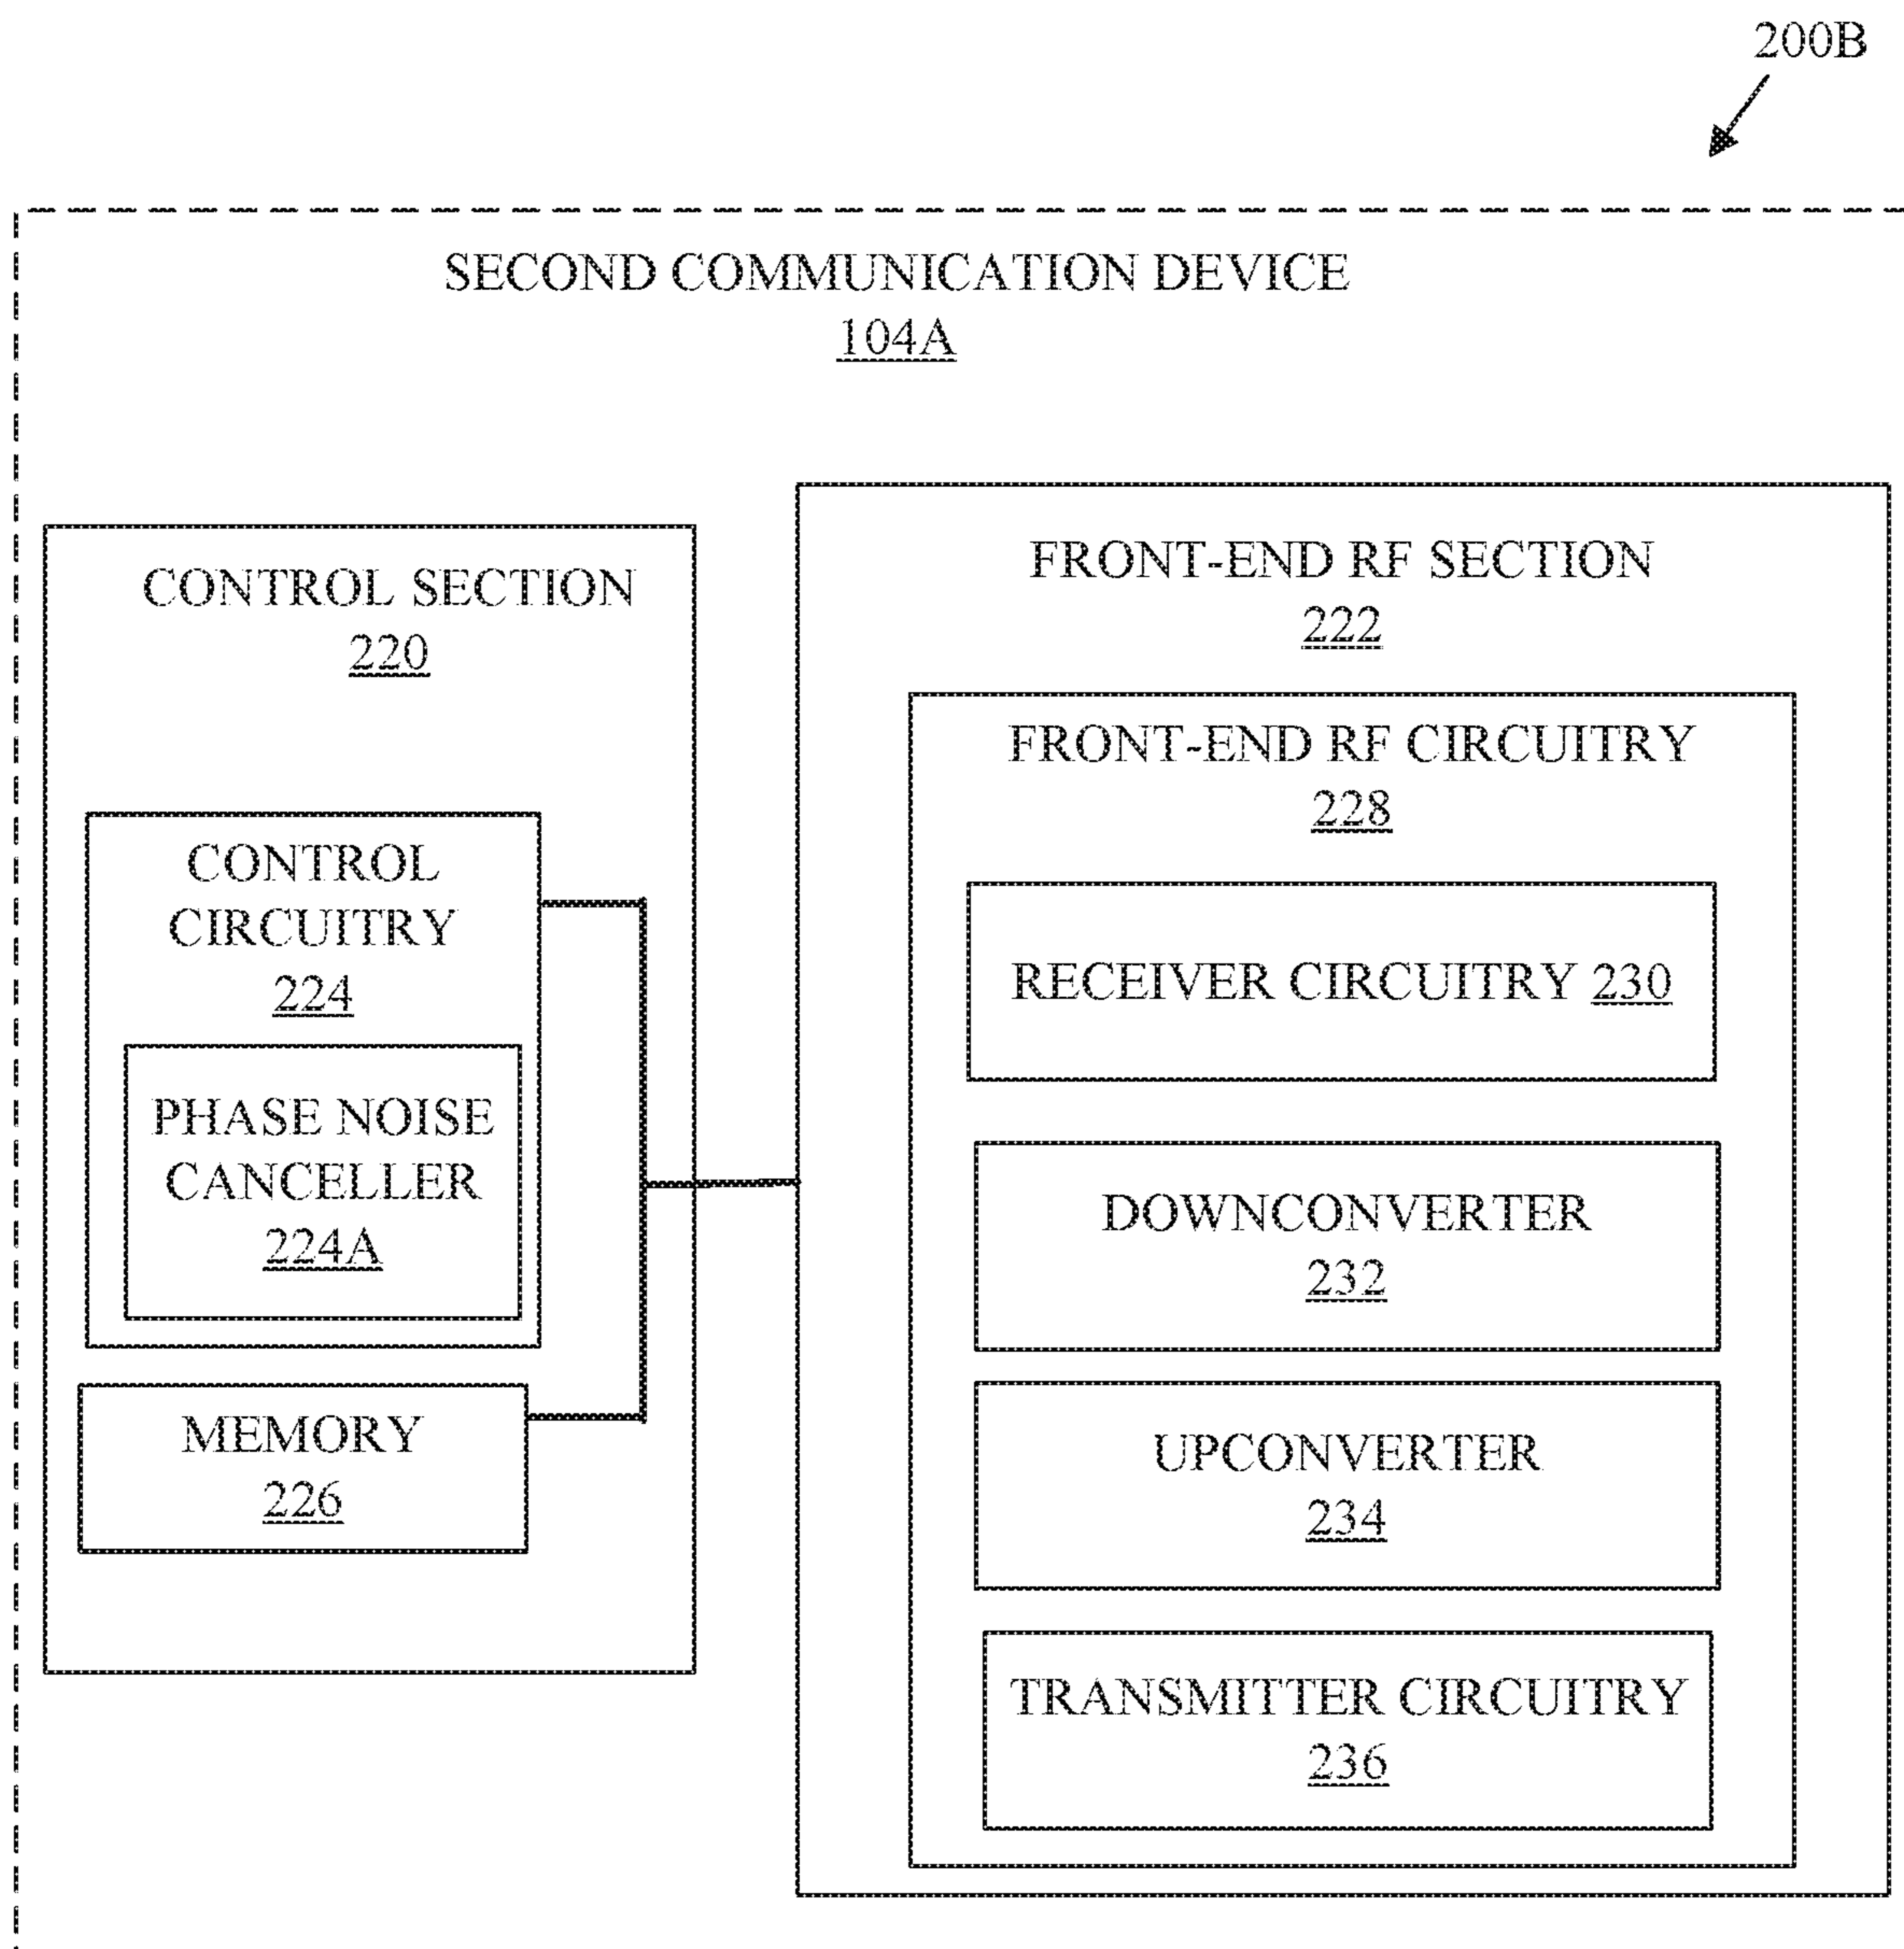 200B
SECOND COMMUNICATION DEVICE
104A
CONTROL SECTION
220
CONTROL
CIRCUITRY
224
PHASE NOISE
CANCELLER
224A
MEMORY
226
FRONT-END RF SECTION
222
FRONT-END RF CIRCUITRY
228
RECEIVER CIRCUITRY 230
DOWNCONVERTER
232
UPCONVERTER
234
TRANSMITTER CIRCUITRY
236